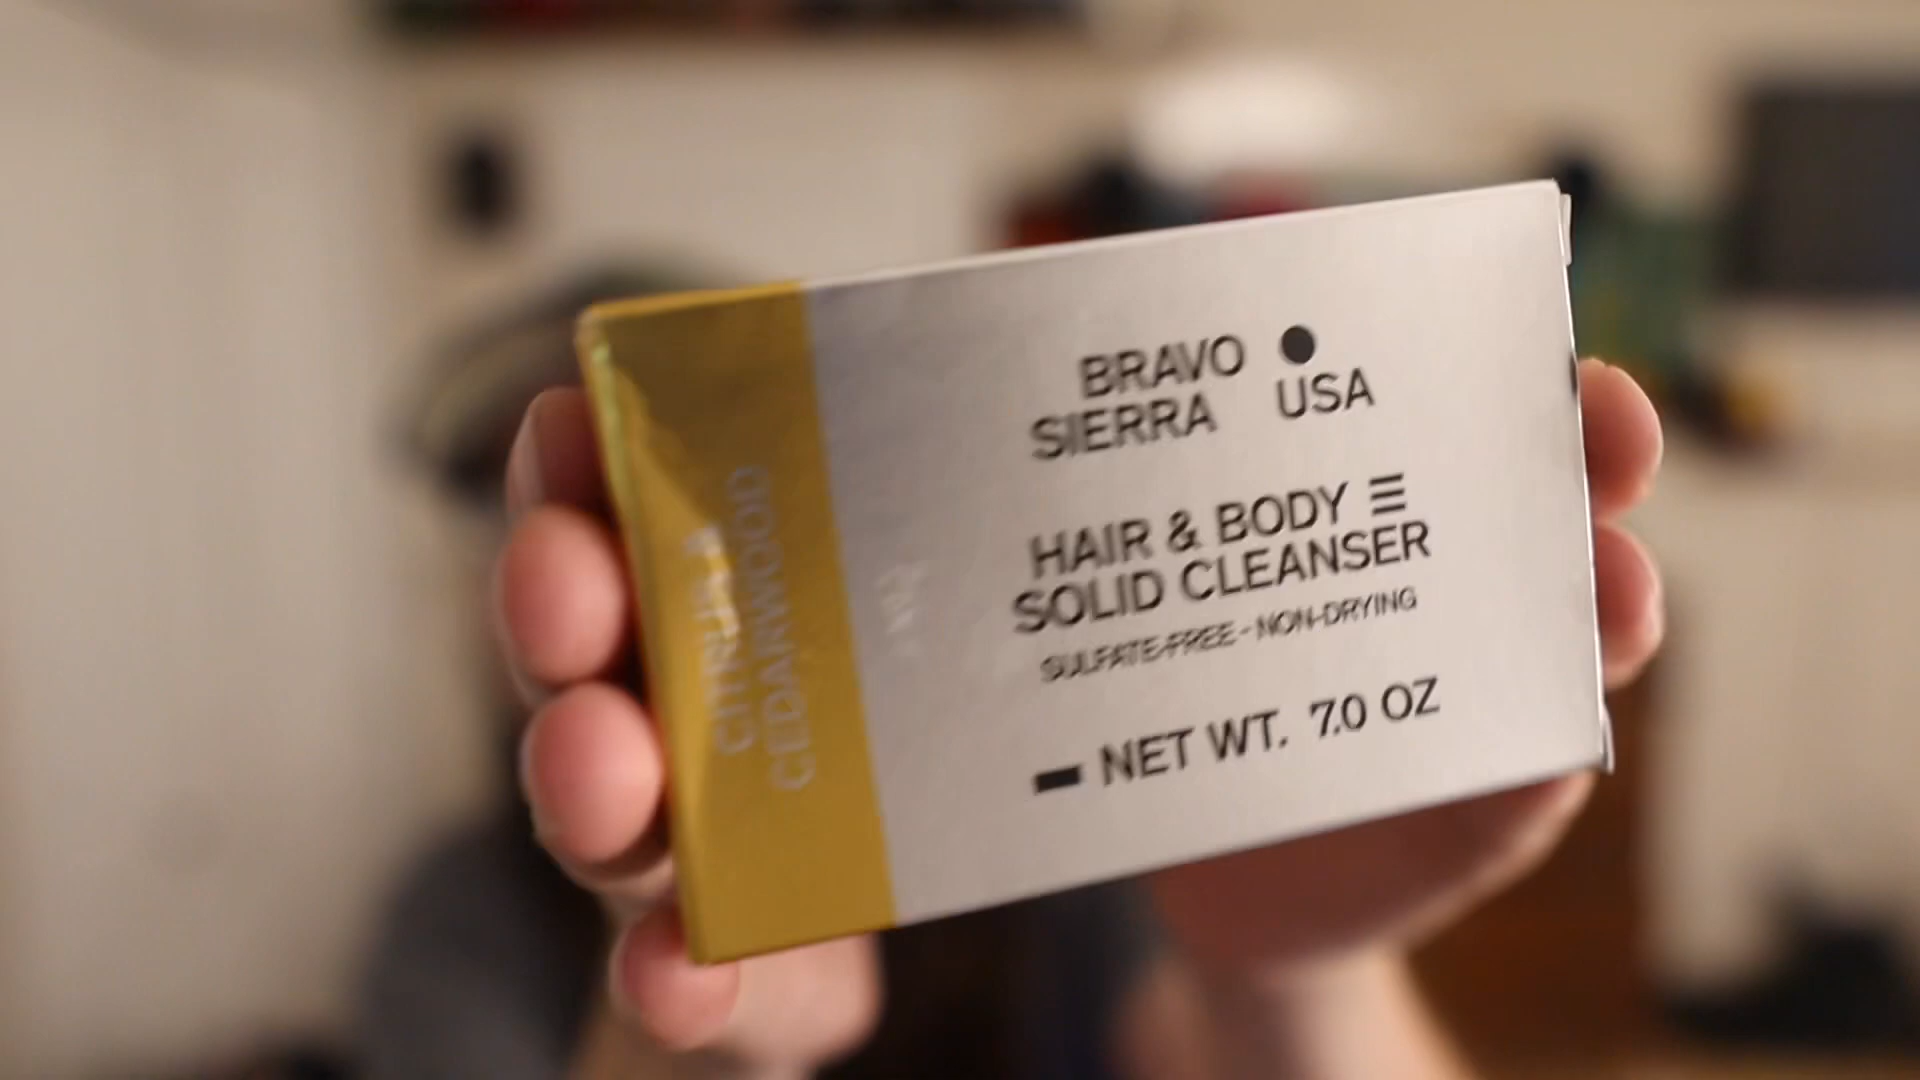 BRAVO
SIERRA USA
HAIR & BODY
SOLID CLEANSER
SULFATE-FREE - NON-DRYING
NET WT. 7.0 OZ
CITRUS &
CEDARWOOD